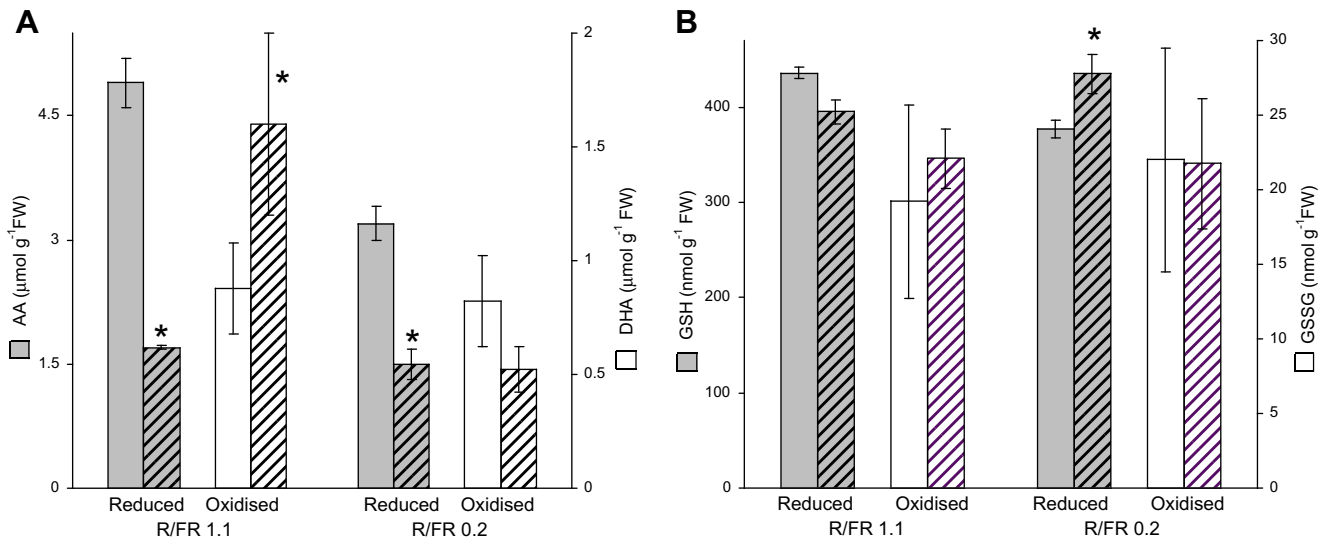 A
AA (µmol g-1 FW)
4.5
3
1.5
0
*
*
*
2
1.5
1
0.5
0
DHA (µmol g-1 FW)
Reduced Oxidised Reduced Oxidised
R/FR 1.1 R/FR 0.2
B
GSH (nmol g-1 FW)
400
300
200
100
0
*
30
25
20
15
10
5
0
GSSG (nmol g-1FW)
Reduced Oxidised Reduced Oxidised
R/FR 1.1 R/FR 0.2